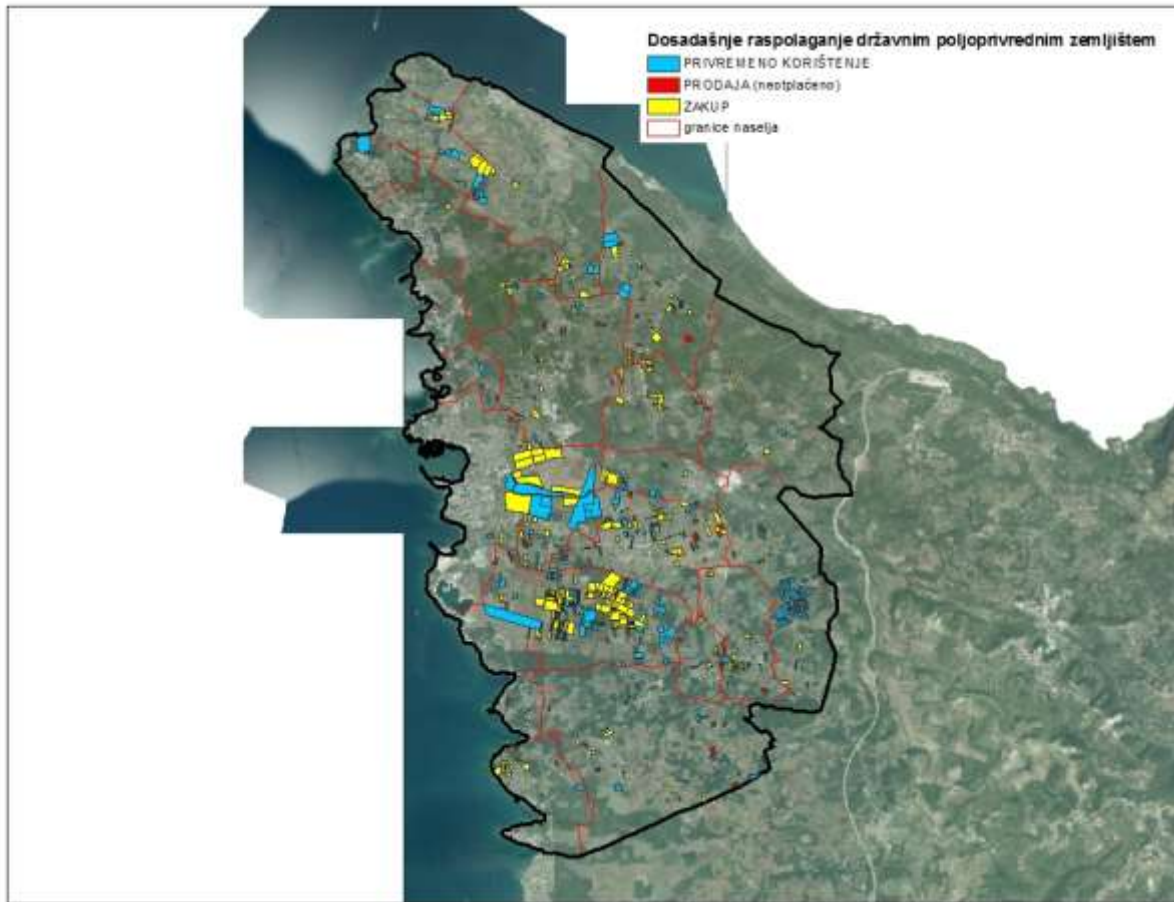 Dosadašnje raspolaganje državnim poljoprivrednim zemljištem
PRIVREMENO KORIŠTENJE
PRODAJA (neotplaćeno)
ZAKUP
granice naselja